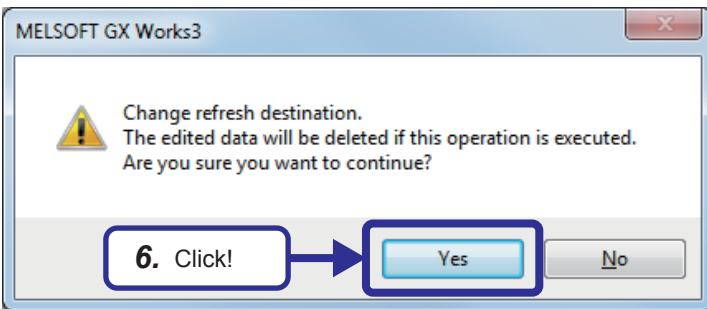 MELSOFT GX Works3
Change refresh destination.
The edited data will be deleted if this operation is executed.
Are you sure you want to continue?
6. Click!
Yes
No